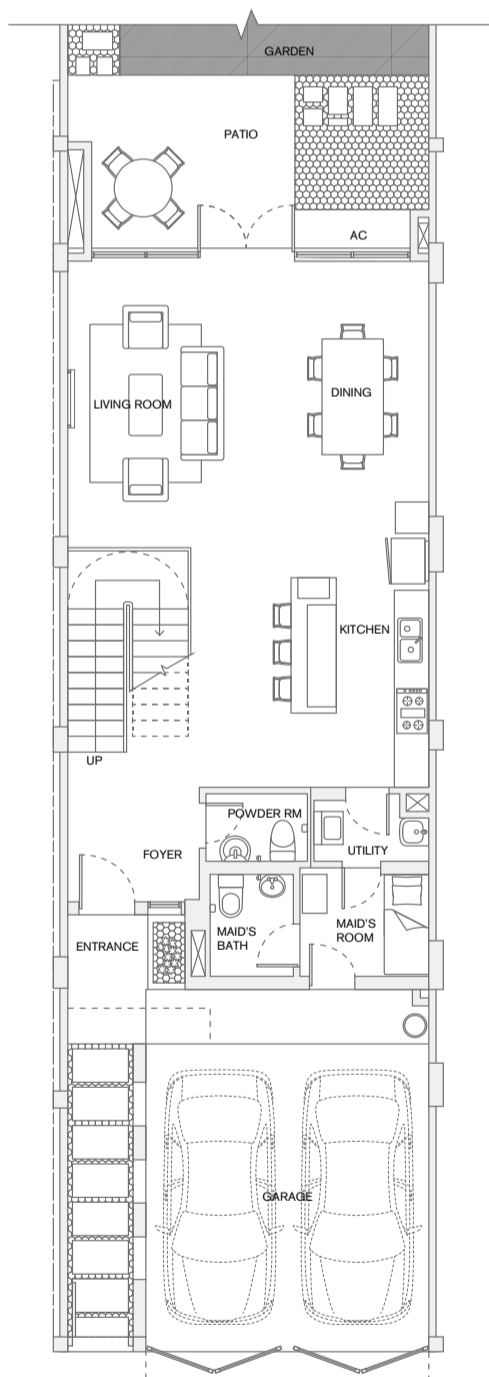 GARDEN
PATIO
AC
LIVING ROOM
DINING
KITCHEN
UP
POWDER RM
FOYER
UTILITY
MAID'S
BATH
MAID'S
ROOM
ENTRANCE
GARAGE